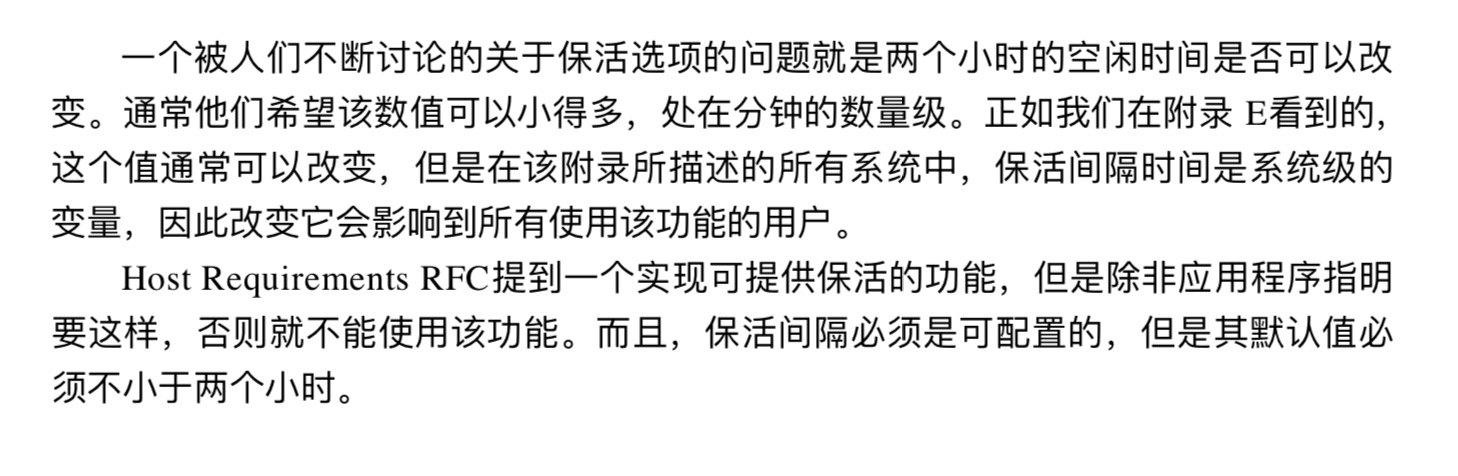 一个被人们不断讨论的关于保活选项的问题就是两个小时的空闲时间是否可以改
变。通常他们希望该数值可以小得多，处在分钟的数量级。正如我们在附录 E看到的,
这个值通常可以改变，但是在该附录所描述的所有系统中，保活间隔时间是系统级的
变量，因此改变它会影响到所有使用该功能的用户。
Host Requirements RFC提到一个实现可提供保活的功能，但是除非应用程序指明
要这样，否则就不能使用该功能。而且，保活间隔必须是可配置的，但是其默认值必
须不小于两个小时。